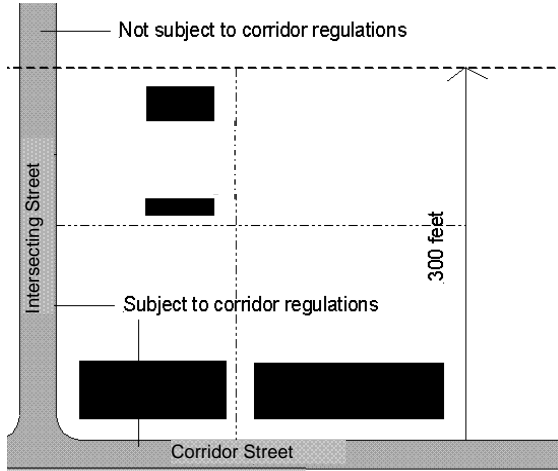 Not subject to corridor regulations
Intersecting Street
300 feet
Subject to corridor regulations
Corridor Street